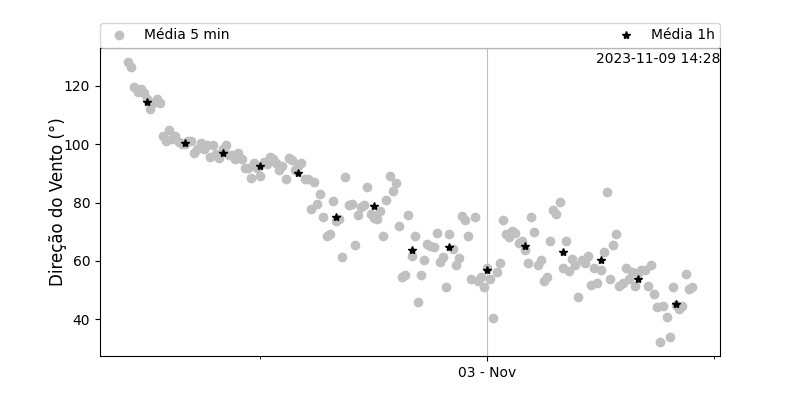 Média 5 min
Média 1h
2023-11-09 14:28
Direção do Vento (°)
120
100
80
60
40
03 - Nov